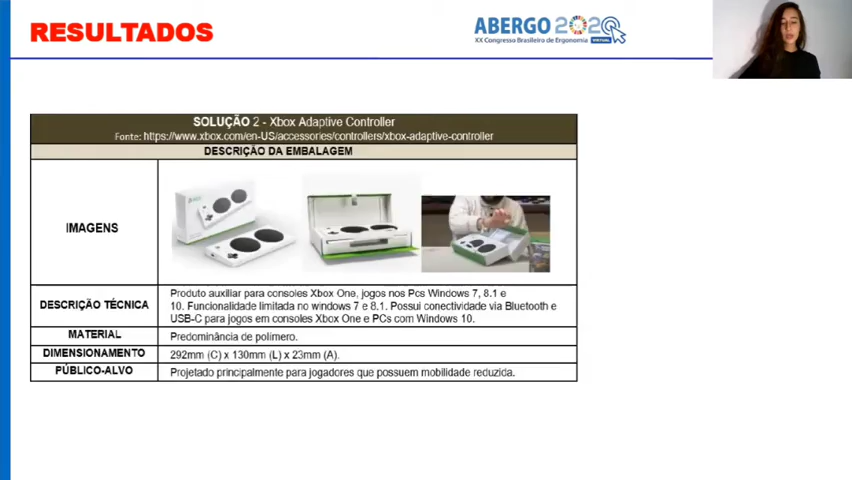 RESULTADOS
ABERGO 2020
XX Congresso Brasileiro de Ergonomia VIRTUAL
SOLUÇÃO 2 - Xbox Adaptive Controller
Fonte: https://www.xbox.com/en-US/accessories/controllers/xbox-adaptive-controller
DESCRIÇÃO DA EMBALAGEM
IMAGENS
DESCRIÇÃO TÉCNICA
Produto auxiliar para consoles Xbox One, jogos nos Pcs Windows 7, 8.1 e
10. Funcionalidade limitada no windows 7 e 8.1. Possui conectividade via Bluetooth e
USB-C para jogos em consoles Xbox One e PCs com Windows 10.
MATERIAL
Predominância de polímero.
DIMENSIONAMENTO
292mm (C) x 130mm (L) x 23mm (A).
PÚBLICO-ALVO
Projetado principalmente para jogadores que possuem mobilidade reduzida.